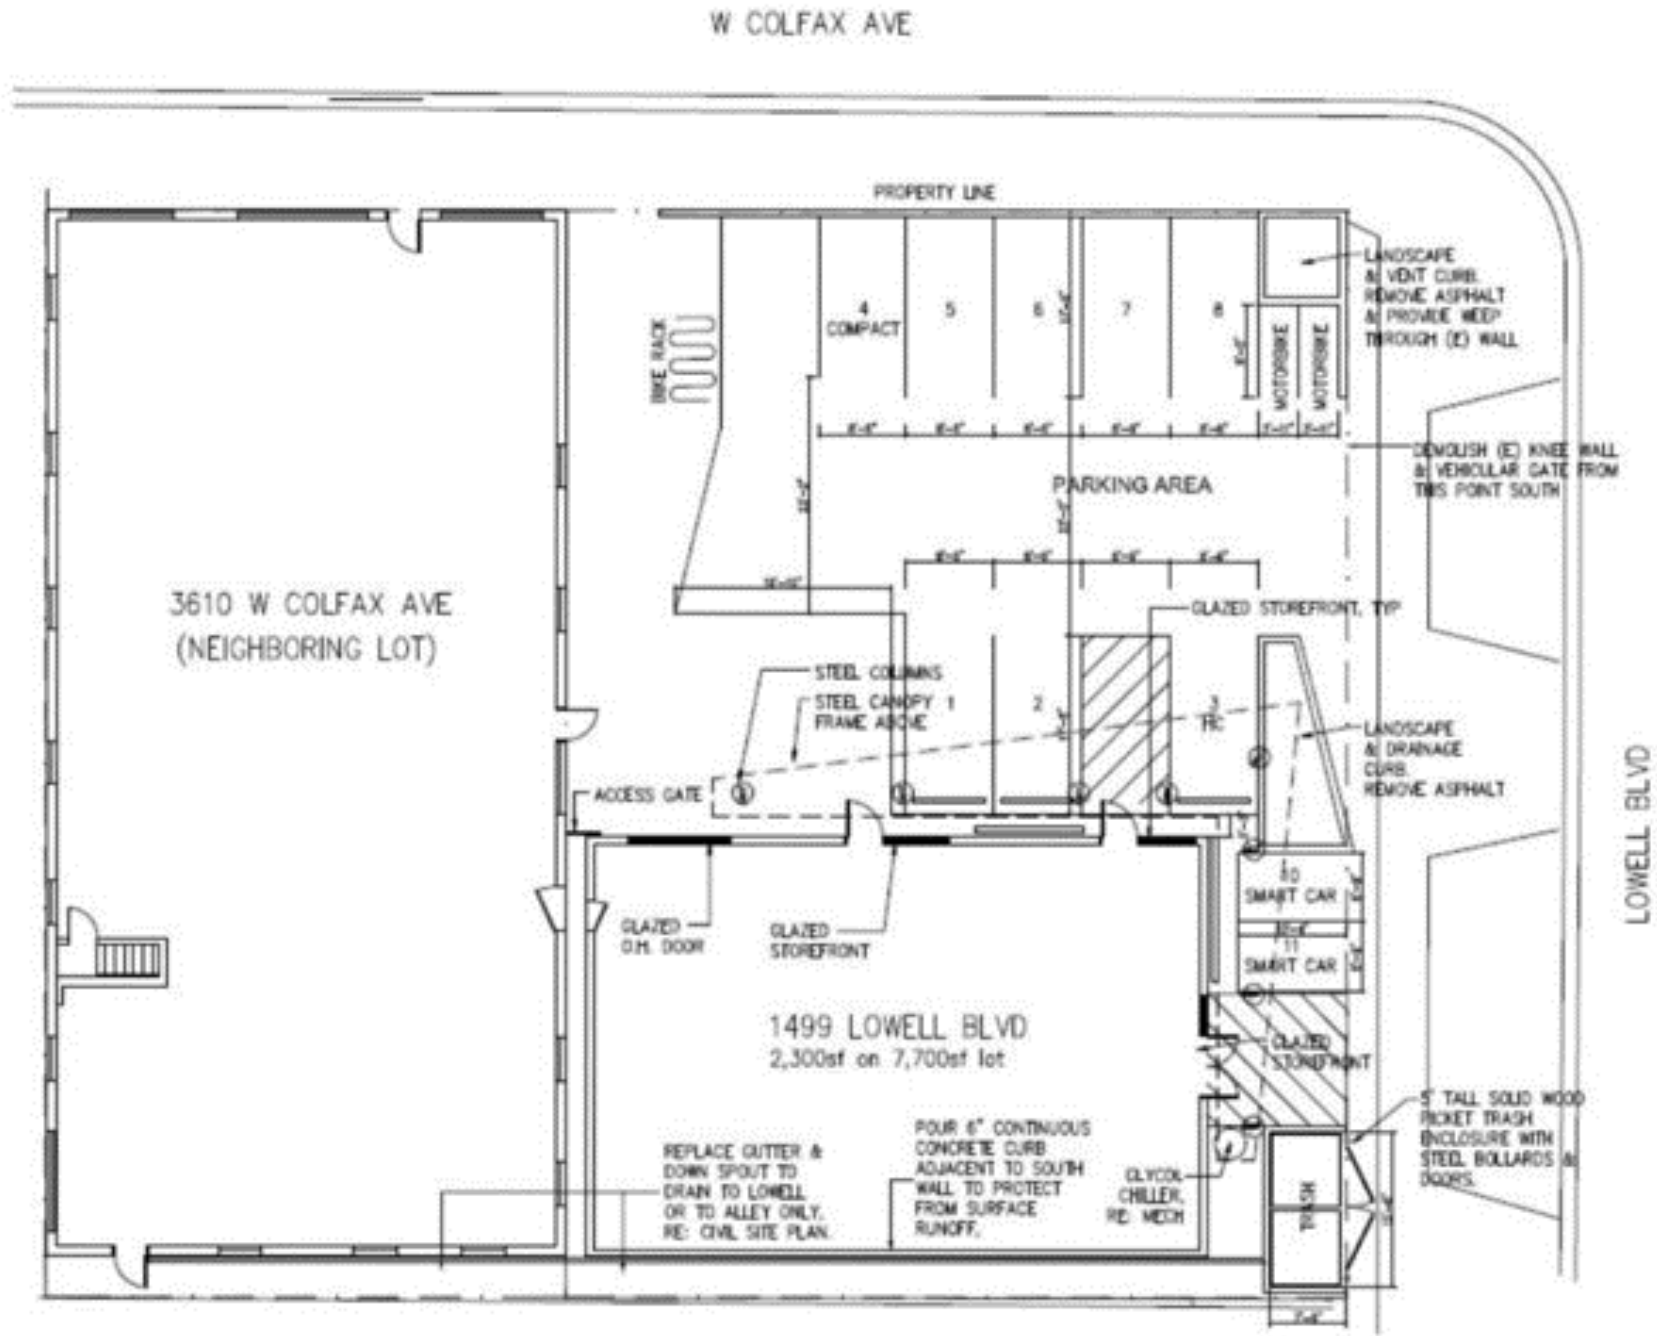 W COLFAX AVE
PROPERTY LINE
LANDSCAPE
& VENT CURB.
REMOVE ASPHALT
& PROVIDE WEEP
THROUGH (E) WALL
4
COMPACT
5
6
7
8
BIKE RACK
MOTORBIKE
MOTORBIKE
DEMOLISH (E) KNEE WALL
& VEHICULAR GATE FROM
THIS POINT SOUTH
PARKING AREA
3610 W COLFAX AVE
(NEIGHBORING LOT)
GLAZED STOREFRONT, TYP
STEEL COLUMNS
STEEL CANOPY 1
FRAME ABOVE
2
LANDSCAPE
& DRAINAGE
CURB.
REMOVE ASPHALT
ACCESS GATE
LOWELL BLVD
10
SMART CAR
11
SMART CAR
GLAZED
O.H. DOOR
GLAZED
STOREFRONT
1499 LOWELL BLVD
2,300sf on 7,700sf lot
GLAZED
STOREFRONT
5' TALL SOLID WOOD
PICKET TRASH
ENCLOSURE WITH
STEEL BOLLARDS &
DOORS.
REPLACE GUTTER &
DOWN SPOUT TO
DRAIN TO LOWELL
OR TO ALLEY ONLY.
RE: CIVIL SITE PLAN.
POUR 6" CONTINUOUS
CONCRETE CURB
ADJACENT TO SOUTH
WALL TO PROTECT
FROM SURFACE
RUNOFF.
GLYCOL
CHILLER,
RE: MECH
TRASH